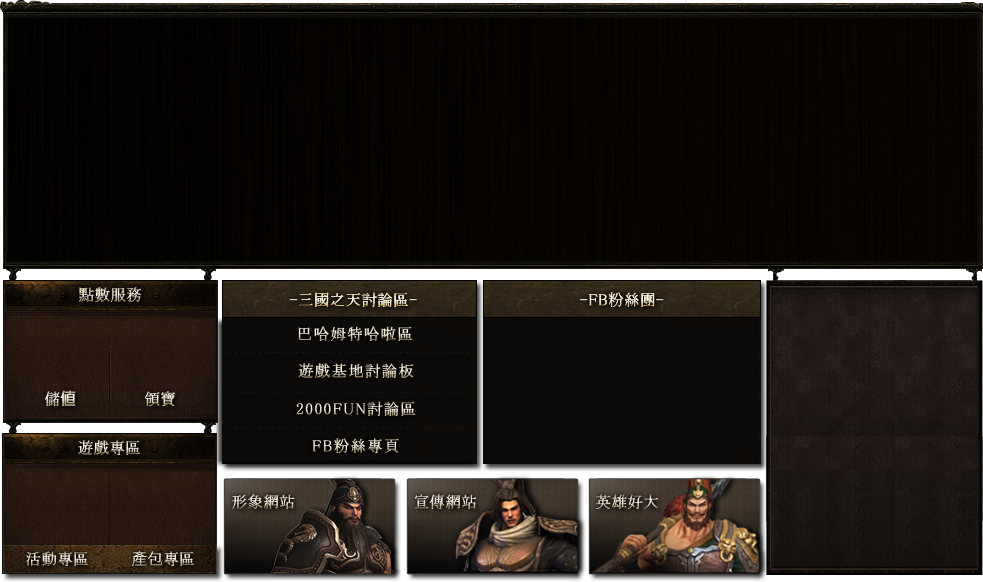 點數服務
儲值
領寶
遊戲專區
活動專區
產包專區
-三國之天討論區-
巴哈姆特哈啦區
遊戲基地討論板
2000FUN討論區
FB粉絲專頁
-FB粉絲團-
形象網站
宣傳網站
英雄好大